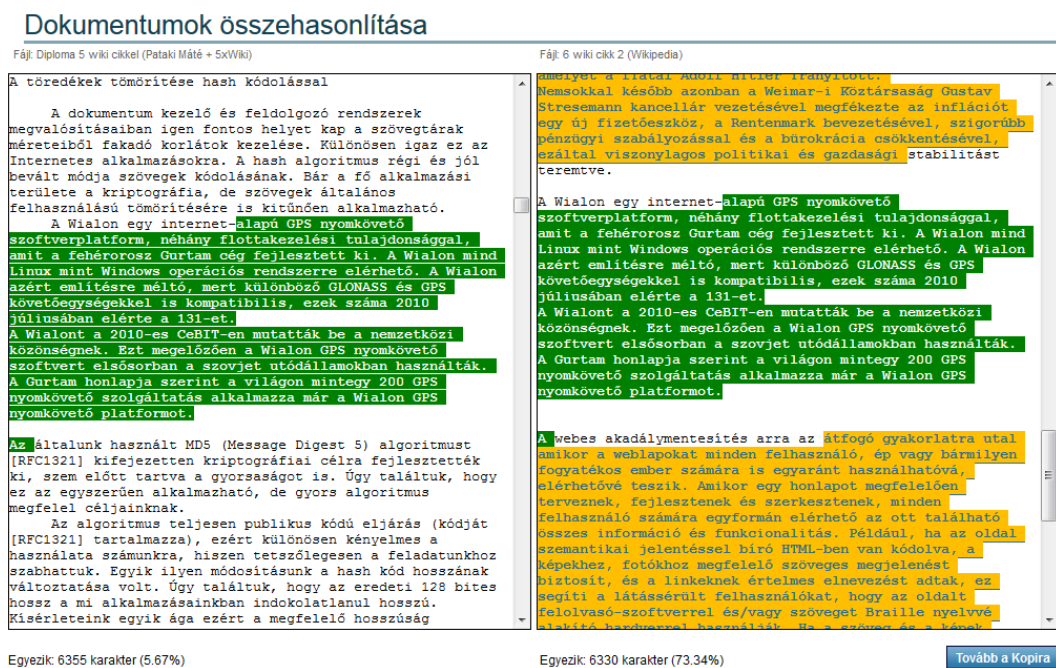 Dokumentumok összehasonlítása
Fájl: Diploma 5 wiki cikkel (Pataki Máté + 5xWiki)
A töredékek tömörítése hash kódolással
A dokumentum kezelő és feldolgozó rendszerek
megvalósításaiban igen fontos helyet kap a szövegtárak
méreteiből fakadó korlátok kezelése. Különösen igaz ez az
Internetes alkalmazásokra. A hash algoritmus régi és jól
bevált módja szövegek kódolásának. Bár a fő alkalmazási
területe a kriptográfia, de szövegek általános
felhasználású tömörítésére is kitűnően alkalmazható.
A Wialon egy internet-alapú GPS nyomkövető
szoftverplatform, néhány flottakezelési tulajdonsággal,
amit a fehérorosz Gurtam cég fejlesztett ki. A Wialon mind
Linux mint Windows operációs rendszerre elérhető. A Wialon
azért említésre méltó, mert különböző GLONASS és GPS
követőegységekkel is kompatibilis, ezek száma 2010
júliusában elérte a 131-et.
A Wialont a 2010-es CeBIT-en mutatták be a nemzetközi
közönségnek. Ezt megelőzően a Wialon GPS nyomkövető
szoftvert elsősorban a szovjet utódállamokban használták.
A Gurtam honlapja szerint a világon mintegy 200 GPS
nyomkövető szolgáltatás alkalmazza már a Wialon GPS
nyomkövető platformot.
Az általunk használt MD5 (Message Digest 5) algoritmust
[RFC1321] kifejezetten kriptográfiai célra fejlesztették
ki, szem előtt tartva a gyorsaságot is. Úgy találtuk, hogy
ez az egyszerűen alkalmazható, de gyors algoritmus
megfelel céljainknak.
Az algoritmus teljesen publikus kódú eljárás (kódját
[RFC1321] tartalmazza), ezért különösen kényelmes a
használata számunkra, hiszen tetszőlegesen a feladatunkhoz
szabhattuk. Egyik ilyen módosításunk a hash kód hosszának
változtatása volt. Úgy találtuk, hogy az eredeti 128 bites
hossz a mi alkalmazásainkban indokolatlanul hosszú.
Kísérleteink egyik ága ezért a megfelelő hosszúság
Egyezik: 6355 karakter (5.67%)
Fájl: 6 wiki cikk 2 (Wikipedia)
amelyet a fiatal Adolf Hitler irányított.
Nemsokkal később azonban a Weimar-i Köztársaság Gustav
Stresemann kancellár vezetésével megfékezte az inflációt
egy új fizetőeszköz, a Rentenmark bevezetésével, szigorúbb
pénzügyi szabályozással és a bürokrácia csökkentésével,
ezáltal viszonylagos politikai és gazdasági stabilitást
teremtve.
A Wialon egy internet-alapú GPS nyomkövető
szoftverplatform, néhány flottakezelési tulajdonsággal,
amit a fehérorosz Gurtam cég fejlesztett ki. A Wialon mind
Linux mint Windows operációs rendszerre elérhető. A Wialon
azért említésre méltó, mert különböző GLONASS és GPS
követőegységekkel is kompatibilis, ezek száma 2010
júliusában elérte a 131-et.
A Wialont a 2010-es CeBIT-en mutatták be a nemzetközi
közönségnek. Ezt megelőzően a Wialon GPS nyomkövető
szoftvert elsősorban a szovjet utódállamokban használták.
A Gurtam honlapja szerint a világon mintegy 200 GPS
nyomkövető szolgáltatás alkalmazza már a Wialon GPS
nyomkövető platformot.
A webes akadálymentesítés arra az átfogó gyakorlatra utal
amikor a weblapokat minden felhasználó, ép vagy bármilyen
fogyatékos ember számára is egyaránt használhatóvá,
elérhetővé teszik. Amikor egy honlapot megfelelően
terveznek, fejlesztenek és szerkesztenek, minden
felhasználó számára egyformán elérhető az ott található
összes információ és funkcionalitás. Például, ha az oldal
szemantikai jelentéssel bíró HTML-ben van kódolva, a
képekhez, fotókhoz megfelelő szöveges megjelenést
biztosít, és a linkeknek értelmes elnevezést adtak, ez
segíti a látássérült felhasználókat, hogy az oldalt
felolvasó-szoftverrel és/vagy szöveget Braille nyelvvé
alakító hardverrel használják. Ha a szöveg és a képek
Egyezik: 6330 karakter (73.34%)
Tovább a Kopira